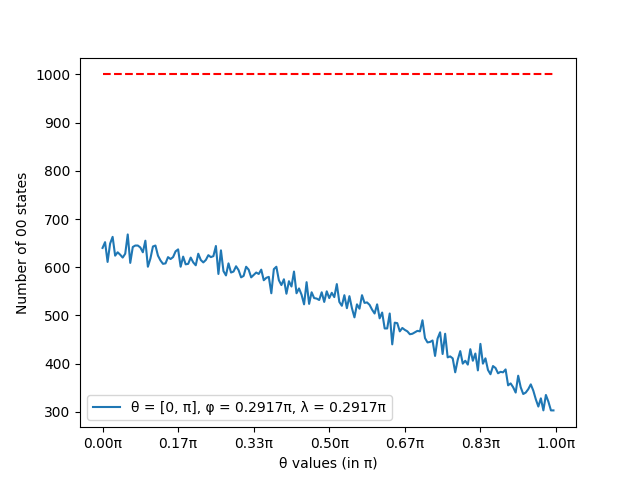 1000
900
800
700
600
500
400
300
Number of 00 states
θ = [0, π], φ = 0.2917π, λ = 0.2917π
0.00π 0.17π 0.33π 0.50π 0.67π 0.83π 1.00π
θ values (in π)